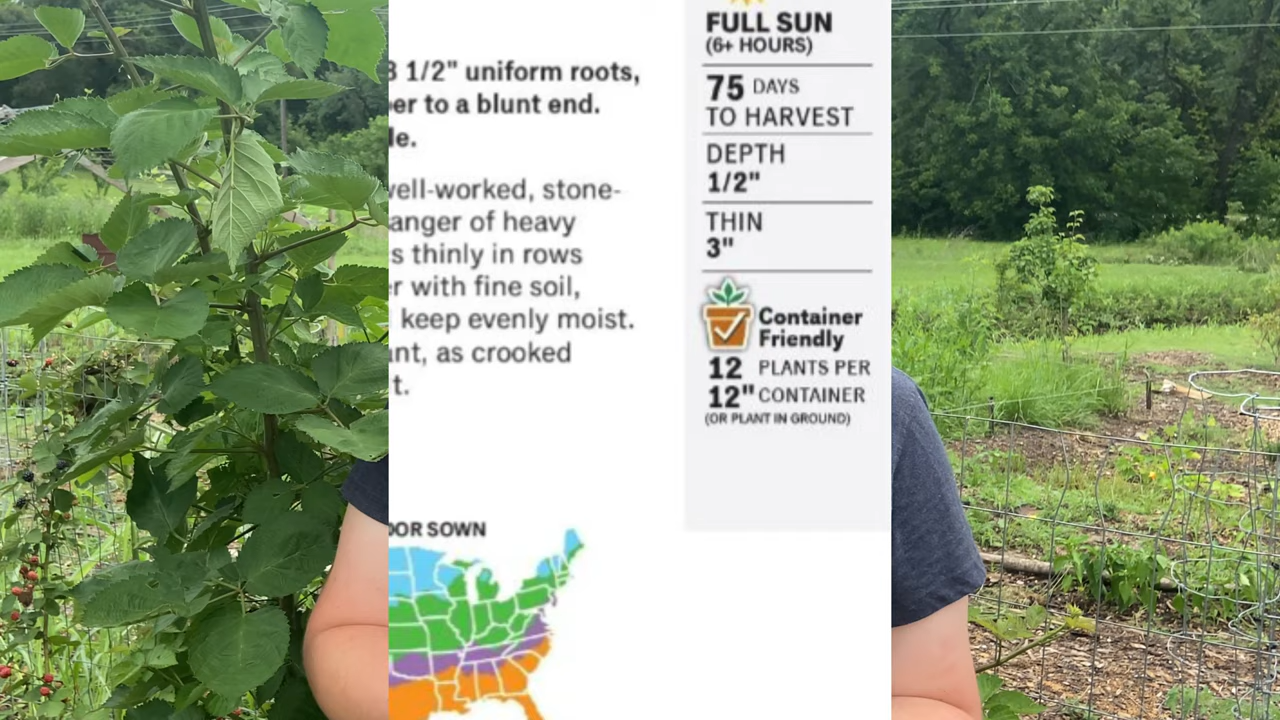 3 1/2" uniform roots,
er to a blunt end.
le.
well-worked, stone-
anger of heavy
s thinly in rows
r with fine soil,
keep evenly moist.
ant, as crooked
t.
OOR SOWN
FULL SUN
(6+ HOURS)
75 DAYS
TO HARVEST
DEPTH
1/2"
THIN
3"
Container
Friendly
12 PLANTS PER
12" CONTAINER
(OR PLANT IN GROUND)